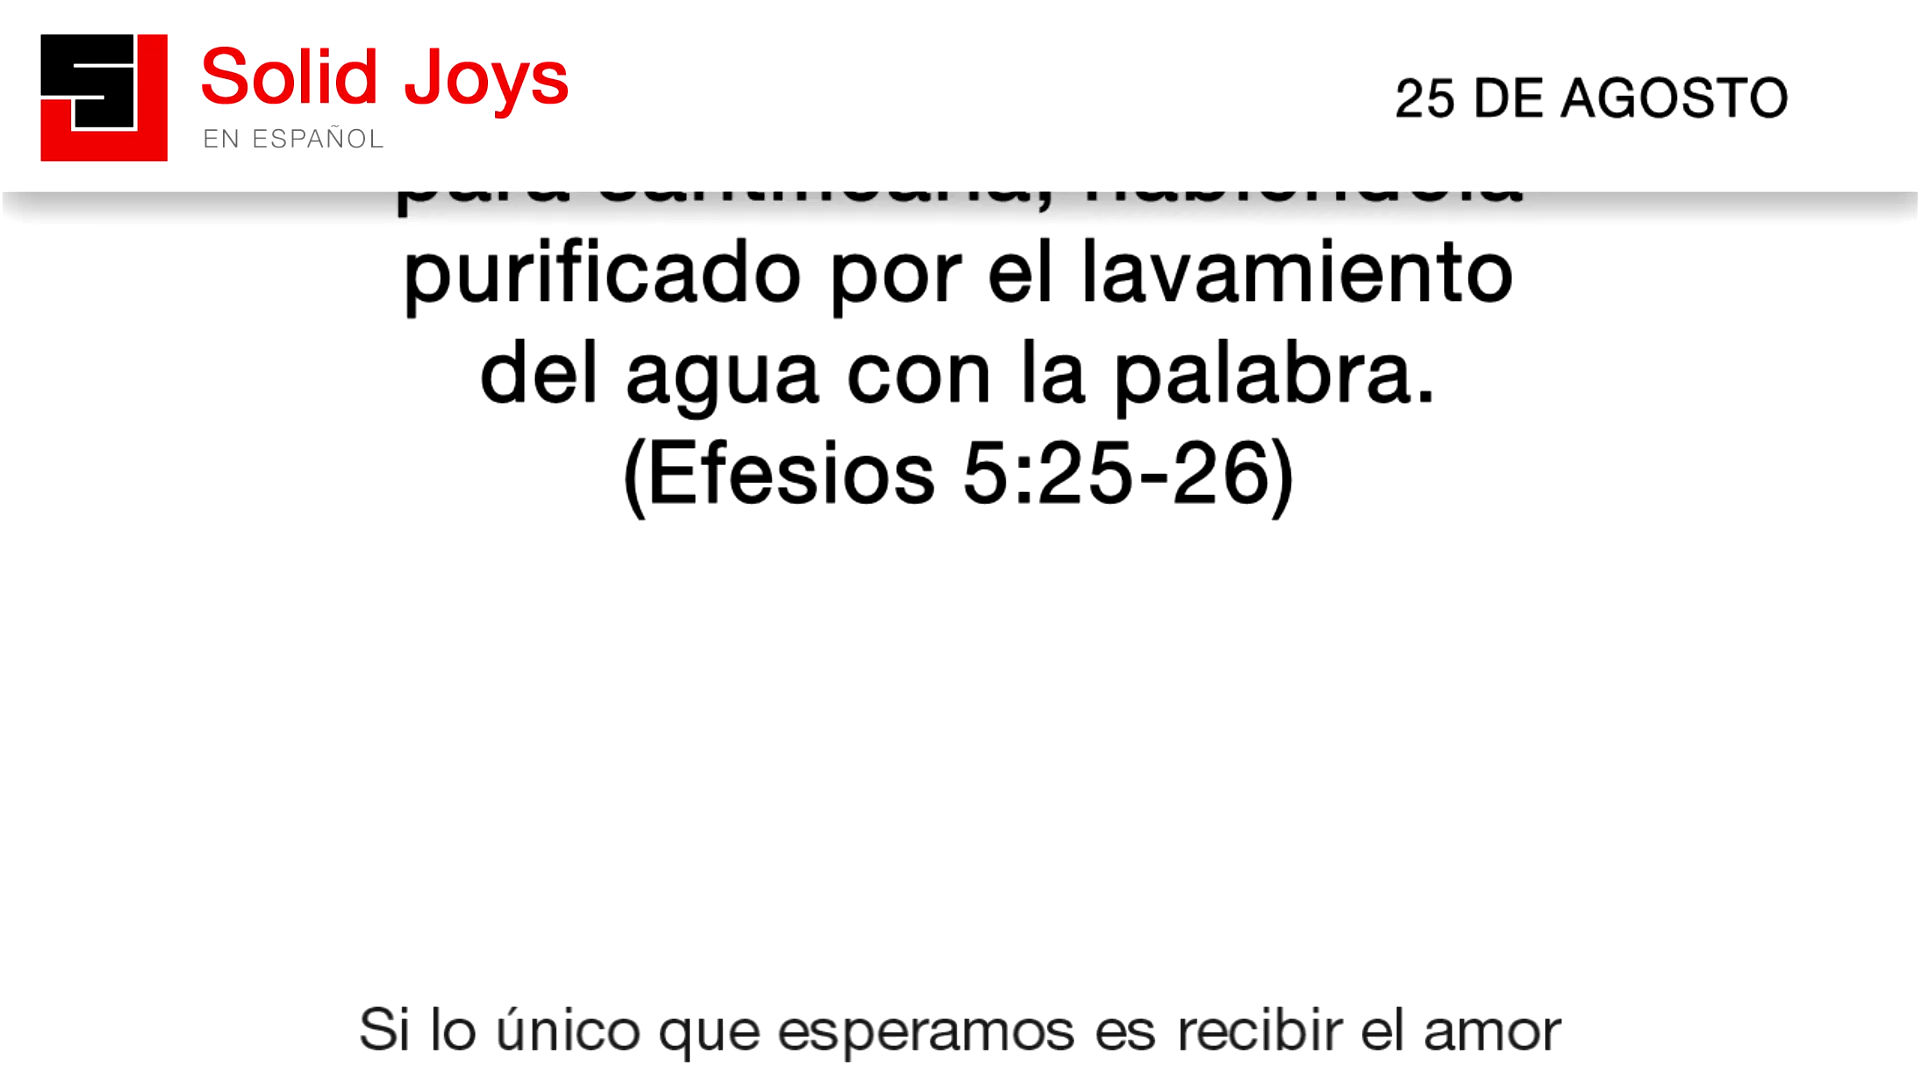 Solid Joys
EN ESPAÑOL
25 DE AGOSTO
purificado por el lavamiento
del agua con la palabra.
(Efesios 5:25-26)
Si lo único que esperamos es recibir el amor